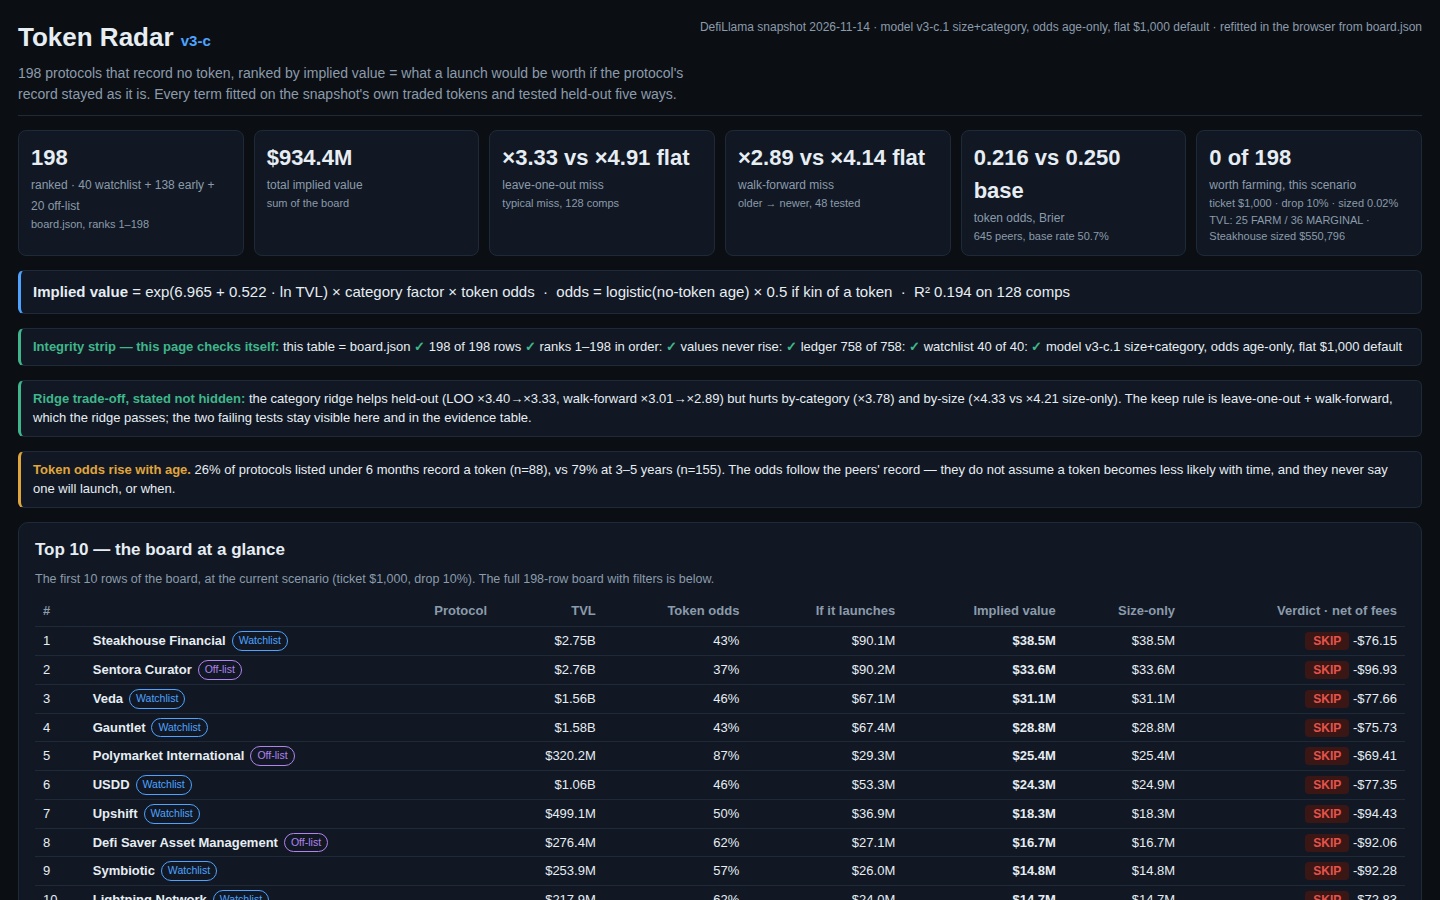 Token Radar v3-c
DefiLlama snapshot 2026-11-14 · model v3-c.1 size+category, odds age-only, flat $1,000 default · refitted in the browser from board.json
198 protocols that record no token, ranked by implied value = what a launch would be worth if the protocol's
record stayed as it is. Every term fitted on the snapshot's own traded tokens and tested held-out five ways.
198
ranked · 40 watchlist + 138 early +
20 off-list
board.json, ranks 1–198
$934.4M
total implied value
sum of the board
×3.33 vs ×4.91 flat
leave-one-out miss
typical miss, 128 comps
×2.89 vs ×4.14 flat
walk-forward miss
older → newer, 48 tested
0.216 vs 0.250
base
token odds, Brier
645 peers, base rate 50.7%
0 of 198
worth farming, this scenario
ticket $1,000 · drop 10% · sized 0.02%
TVL: 25 FARM / 36 MARGINAL ·
Steakhouse sized $550,796
Implied value = exp(6.965 + 0.522 · ln TVL) × category factor × token odds · odds = logistic(no-token age) × 0.5 if kin of a token · R² 0.194 on 128 comps
Integrity strip — this page checks itself: this table = board.json ✓ 198 of 198 rows ✓ ranks 1–198 in order: ✓ values never rise: ✓ ledger 758 of 758: ✓ watchlist 40 of 40: ✓ model v3-c.1 size+category, odds age-only, flat $1,000 default
Ridge trade-off, stated not hidden: the category ridge helps held-out (LOO ×3.40→×3.33, walk-forward ×3.01→×2.89) but hurts by-category (×3.78) and by-size (×4.33 vs ×4.21 size-only). The keep rule is leave-one-out + walk-forward,
which the ridge passes; the two failing tests stay visible here and in the evidence table.
Token odds rise with age. 26% of protocols listed under 6 months record a token (n=88), vs 79% at 3–5 years (n=155). The odds follow the peers' record — they do not assume a token becomes less likely with time, and they never say
one will launch, or when.
Top 10 — the board at a glance
The first 10 rows of the board, at the current scenario (ticket $1,000, drop 10%). The full 198-row board with filters is below.
# Protocol TVL Token odds If it launches Implied value Size-only Verdict · net of fees
1 Steakhouse Financial Watchlist $2.75B 43% $90.1M $38.5M $38.5M SKIP -$76.15
2 Sentora Curator Off-list $2.76B 37% $90.2M $33.6M $33.6M SKIP -$96.93
3 Veda Watchlist $1.56B 46% $67.1M $31.1M $31.1M SKIP -$77.66
4 Gauntlet Watchlist $1.58B 43% $67.4M $28.8M $28.8M SKIP -$75.73
5 Polymarket International Off-list $320.2M 87% $29.3M $25.4M $25.4M SKIP -$69.41
6 USDD Watchlist $1.06B 46% $53.3M $24.3M $24.9M SKIP -$77.35
7 Upshift Watchlist $499.1M 50% $36.9M $18.3M $18.3M SKIP -$94.43
8 Defi Saver Asset Management Off-list $276.4M 62% $27.1M $16.7M $16.7M SKIP -$92.06
9 Symbiotic Watchlist $253.9M 57% $26.0M $14.8M $14.8M SKIP -$92.28
10 Lightning Network Watchlist $217.9M 62% $24.0M $14.7M $14.7M SKIP -$72.83